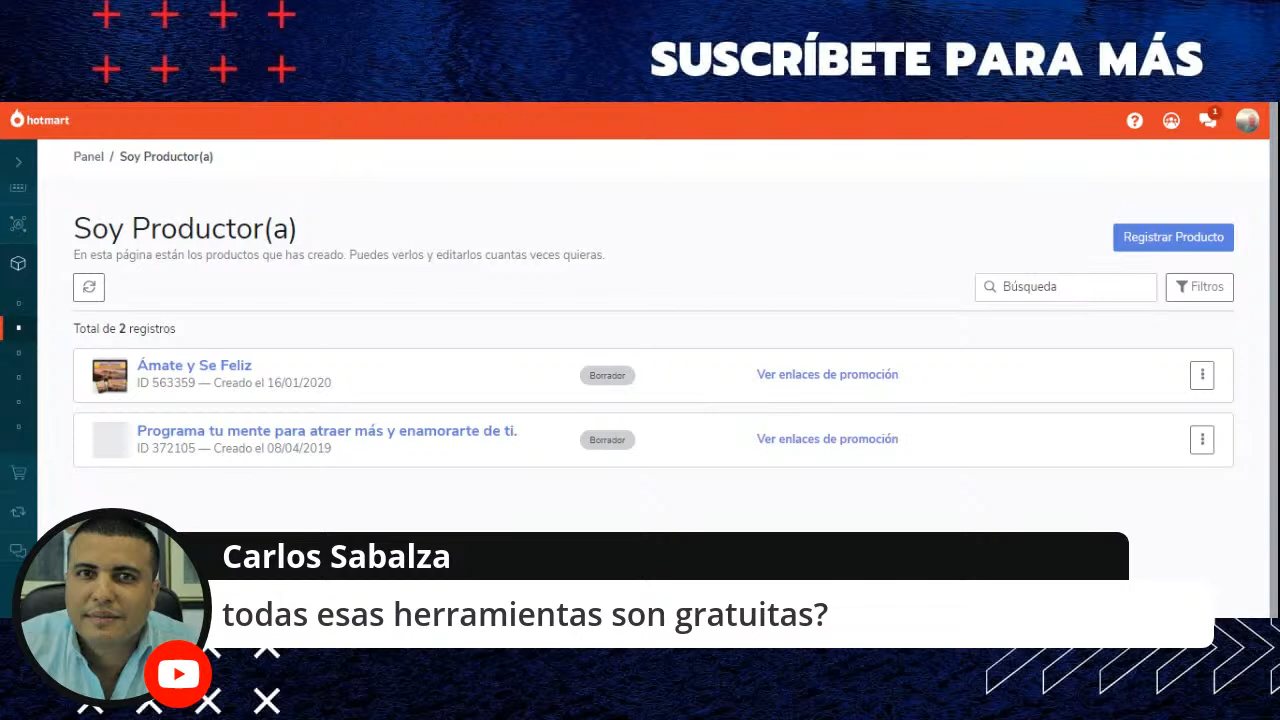 SUSCRÍBETE PARA MÁS
hotmart
1
Panel / Soy Productor(a)
Soy Productor(a)
Registrar Producto
En esta página están los productos que has creado. Puedes verlos y editarlos cuantas veces quieras.
Búsqueda
Filtros
Total de 2 registros
Ámate y Se Feliz
ID 563359 — Creado el 16/01/2020
Borrador
Ver enlaces de promoción
Programa tu mente para atraer más y enamorarte de ti.
ID 372105 — Creado el 08/04/2019
Borrador
Ver enlaces de promoción
Carlos Sabalza
todas esas herramientas son gratuitas?